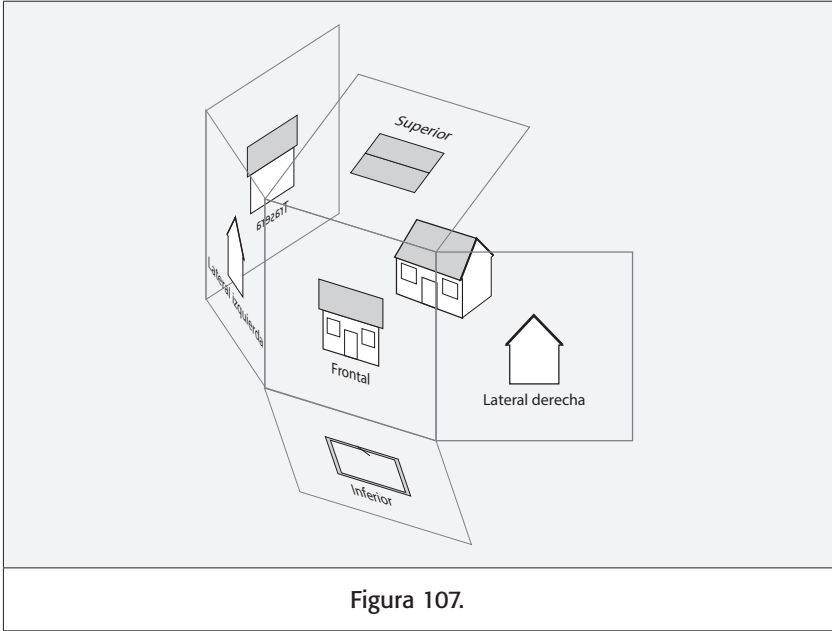 Superior
Trasera
Lateral izquierda
Frontal
Lateral derecha
Inferior
Figura 107.